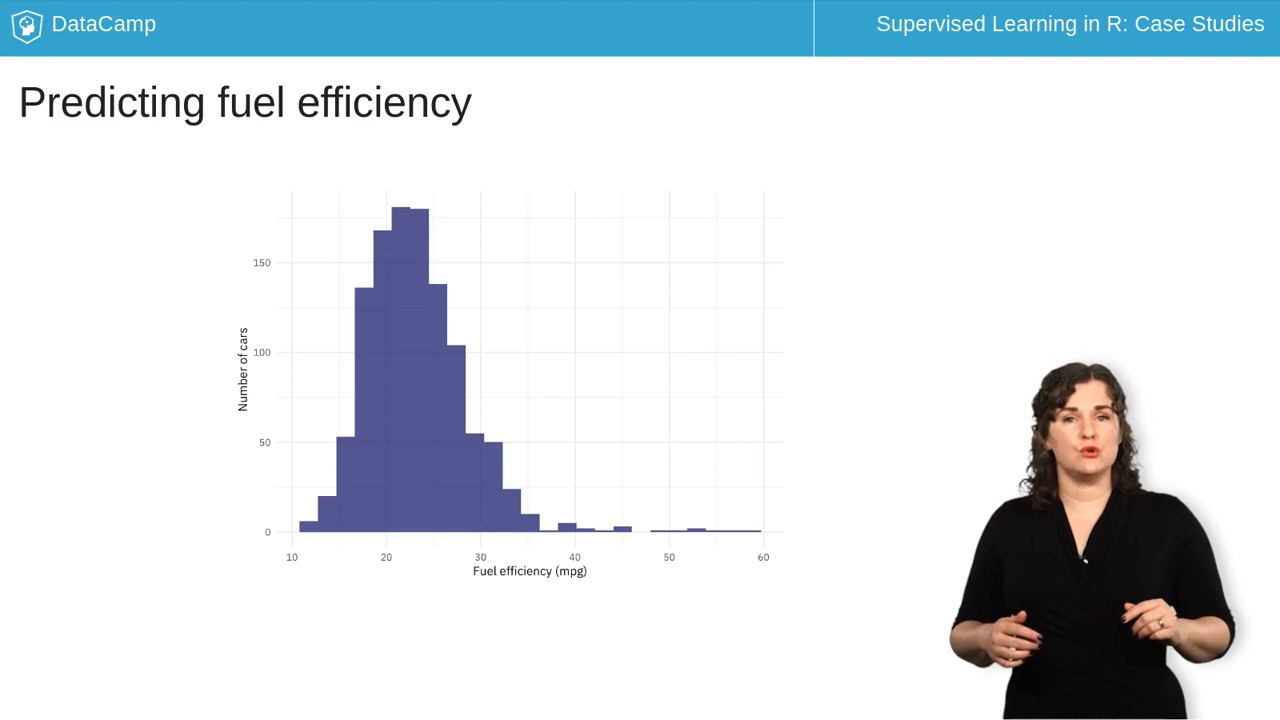 DataCamp
Supervised Learning in R: Case Studies
Predicting fuel efficiency
150
100
50
0
Number of cars
10 20 30 40 50 60
Fuel efficiency (mpg)